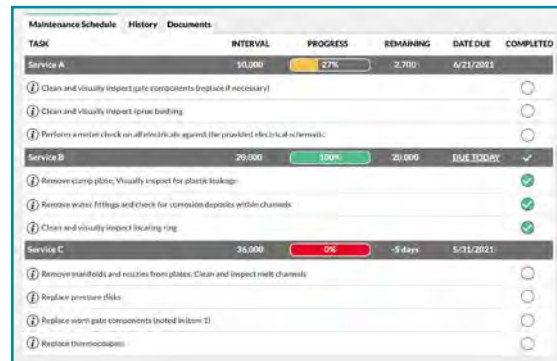 Maintenance Schedule History Documents
TASK INTERVAL PROGRESS REMAINING DATE DUE COMPLETED
Service A 10,000 27% 2,700 6/21/2021
Clean and visually inspect gate components (replace if necessary)
Clean and visually inspect sprue bushing
Perform a meter check on all electricals against the provided electrical schematic
Service B 20,000 100% 20,000 DUE TODAY
Remove clamp plate; Visually inspect for plastic leakage
Remove water fittings and check for corrosion deposits within channels
Clean and visually inspect locating ring
Service C 36,000 0% -5 days 5/31/2021
Remove manifolds and nozzles from plates; Clean and inspect melt channels
Replace pressure disks
Replace worn gate components (noted in item 1)
Replace thermocouples